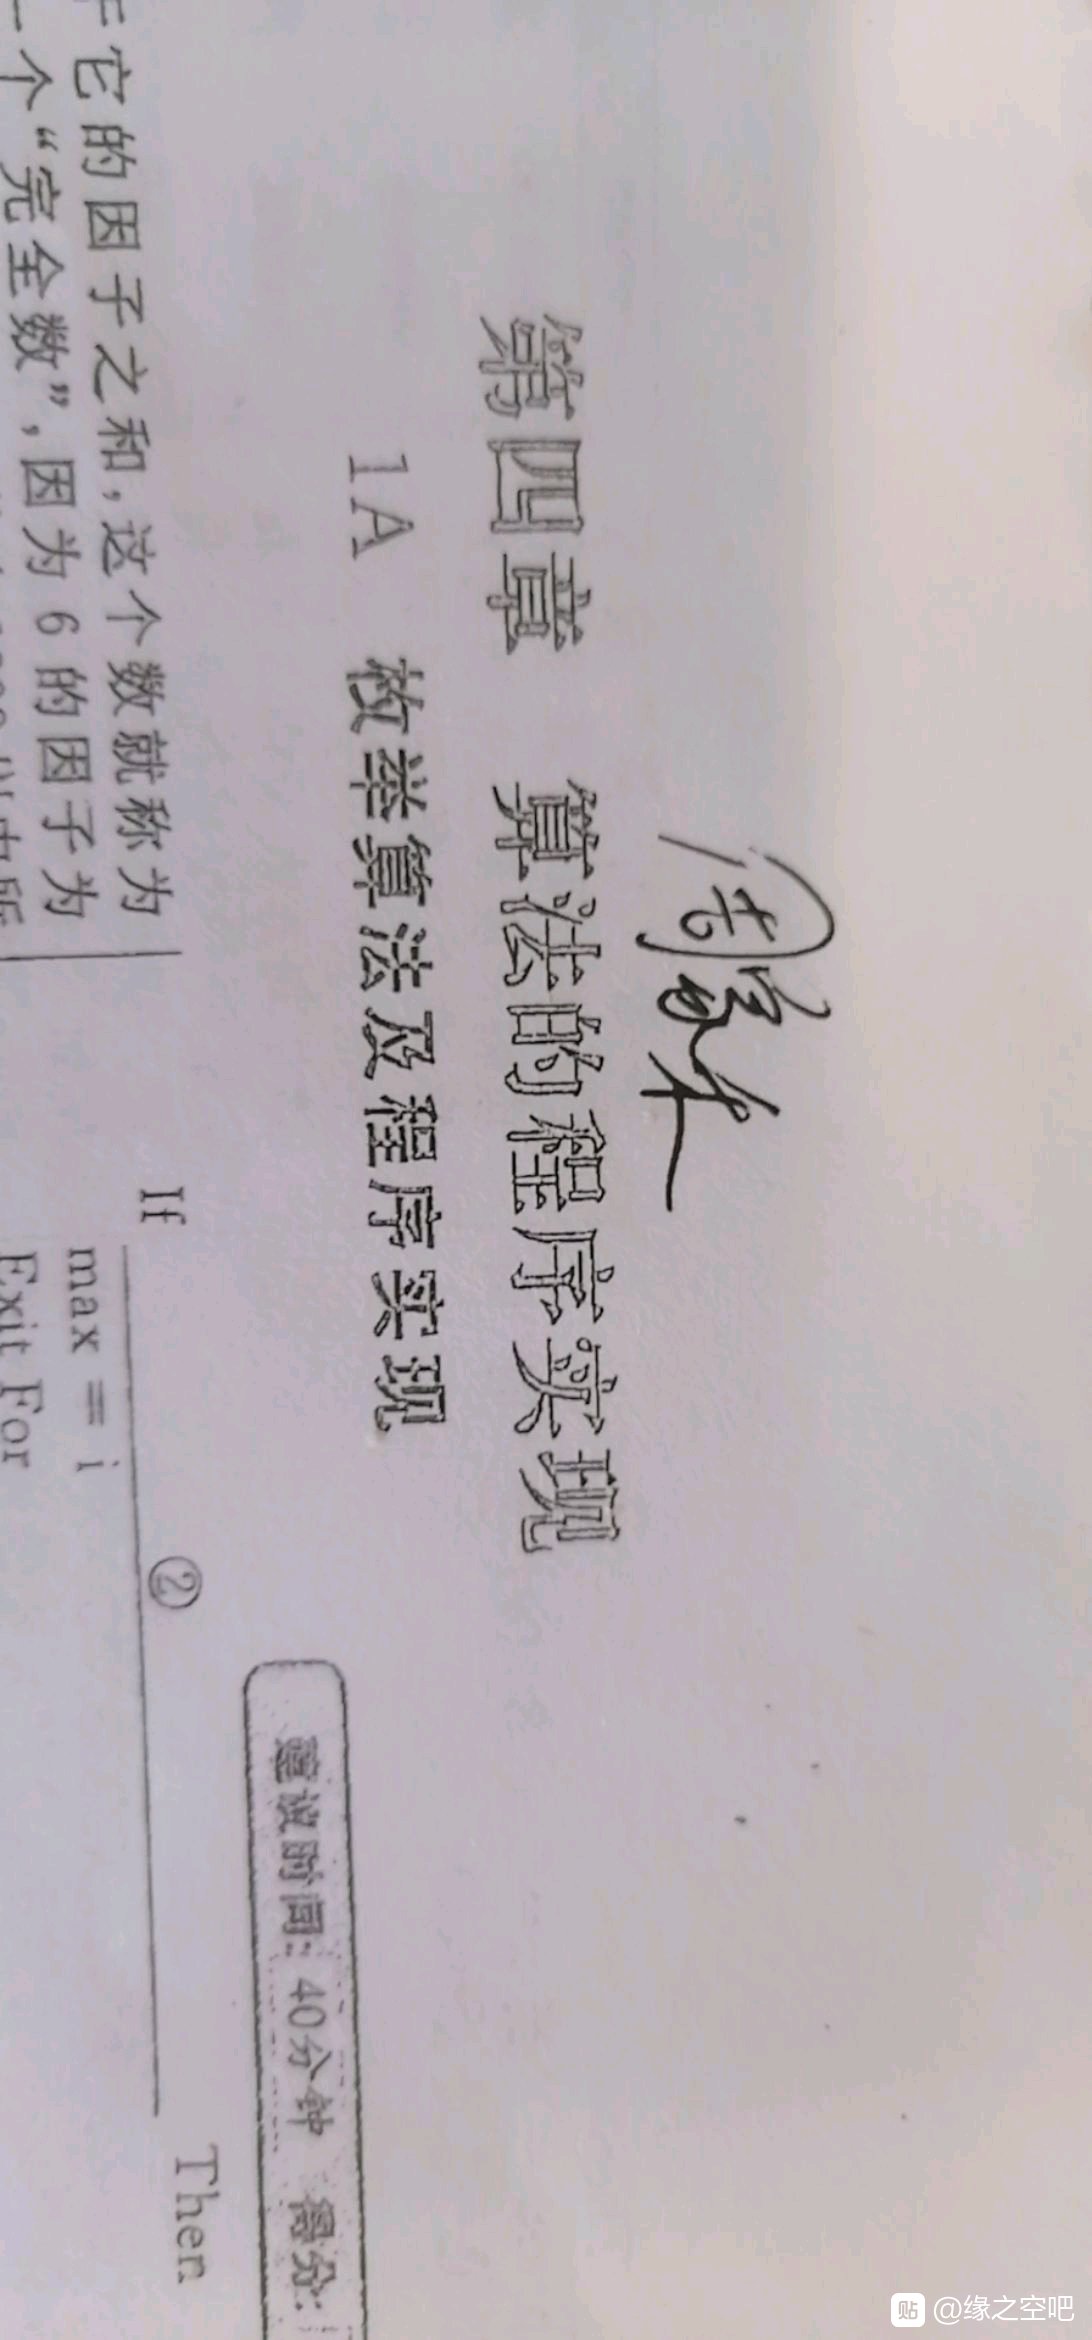 周家禾
第四章 算法的程序实现
1A 枚举算法及程序实现
建议时间：40分钟 得分：
它的因子之和，这个数就称为
一个“完全数”，因为6的因子为
If ② Then
max = i
Exit For
贴 @缘之空吧